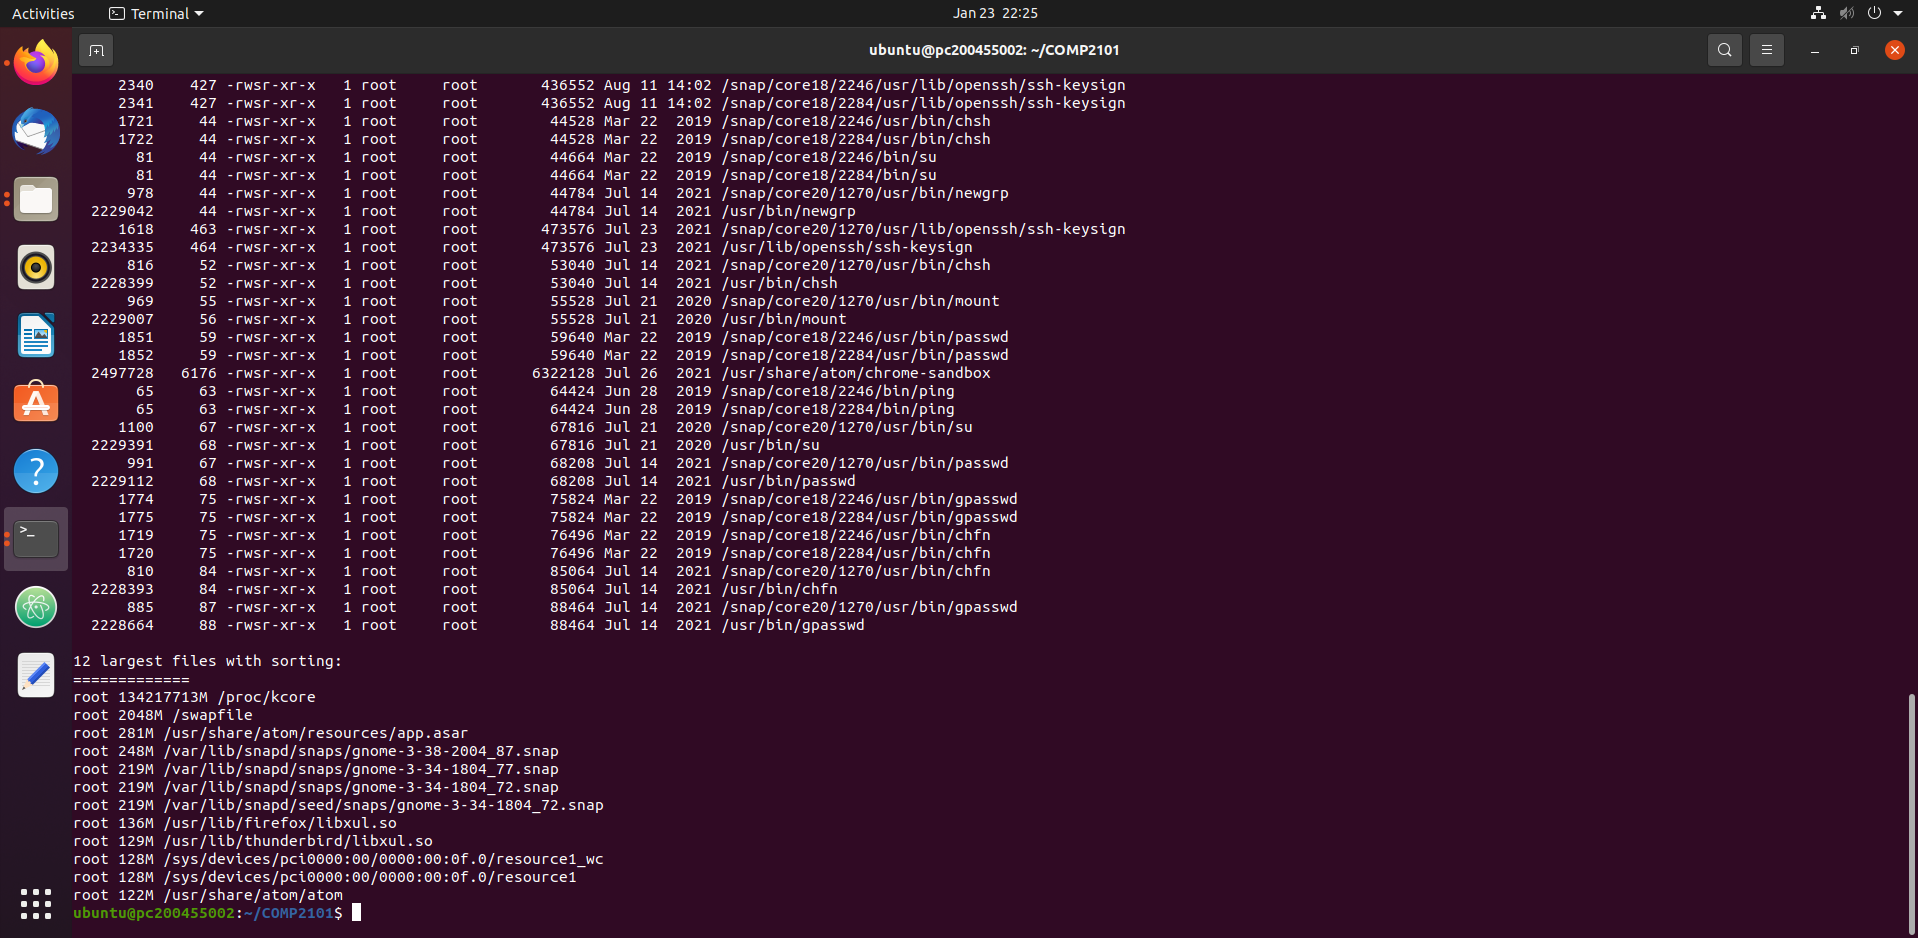 Activities Terminal Jan 23 22:25
ubuntu@pc200455002: ~/COMP2101
2340 427 -rwsr-xr-x 1 root root 436552 Aug 11 14:02 /snap/core18/2246/usr/lib/openssh/ssh-keysign
2341 427 -rwsr-xr-x 1 root root 436552 Aug 11 14:02 /snap/core18/2284/usr/lib/openssh/ssh-keysign
1721 44 -rwsr-xr-x 1 root root 44528 Mar 22 2019 /snap/core18/2246/usr/bin/chsh
1722 44 -rwsr-xr-x 1 root root 44528 Mar 22 2019 /snap/core18/2284/usr/bin/chsh
81 44 -rwsr-xr-x 1 root root 44664 Mar 22 2019 /snap/core18/2246/bin/su
81 44 -rwsr-xr-x 1 root root 44664 Mar 22 2019 /snap/core18/2284/bin/su
978 44 -rwsr-xr-x 1 root root 44784 Jul 14 2021 /snap/core20/1270/usr/bin/newgrp
2229042 44 -rwsr-xr-x 1 root root 44784 Jul 14 2021 /usr/bin/newgrp
1618 463 -rwsr-xr-x 1 root root 473576 Jul 23 2021 /snap/core20/1270/usr/lib/openssh/ssh-keysign
2234335 464 -rwsr-xr-x 1 root root 473576 Jul 23 2021 /usr/lib/openssh/ssh-keysign
816 52 -rwsr-xr-x 1 root root 53040 Jul 14 2021 /snap/core20/1270/usr/bin/chsh
2228399 52 -rwsr-xr-x 1 root root 53040 Jul 14 2021 /usr/bin/chsh
969 55 -rwsr-xr-x 1 root root 55528 Jul 21 2020 /snap/core20/1270/usr/bin/mount
2229007 56 -rwsr-xr-x 1 root root 55528 Jul 21 2020 /usr/bin/mount
1851 59 -rwsr-xr-x 1 root root 59640 Mar 22 2019 /snap/core18/2246/usr/bin/passwd
1852 59 -rwsr-xr-x 1 root root 59640 Mar 22 2019 /snap/core18/2284/usr/bin/passwd
2497728 6176 -rwsr-xr-x 1 root root 6322128 Jul 26 2021 /usr/share/atom/chrome-sandbox
65 63 -rwsr-xr-x 1 root root 64424 Jun 28 2019 /snap/core18/2246/bin/ping
65 63 -rwsr-xr-x 1 root root 64424 Jun 28 2019 /snap/core18/2284/bin/ping
1100 67 -rwsr-xr-x 1 root root 67816 Jul 21 2020 /snap/core20/1270/usr/bin/su
2229391 68 -rwsr-xr-x 1 root root 67816 Jul 21 2020 /usr/bin/su
991 67 -rwsr-xr-x 1 root root 68208 Jul 14 2021 /snap/core20/1270/usr/bin/passwd
2229112 68 -rwsr-xr-x 1 root root 68208 Jul 14 2021 /usr/bin/passwd
1774 75 -rwsr-xr-x 1 root root 75824 Mar 22 2019 /snap/core18/2246/usr/bin/gpasswd
1775 75 -rwsr-xr-x 1 root root 75824 Mar 22 2019 /snap/core18/2284/usr/bin/gpasswd
1719 75 -rwsr-xr-x 1 root root 76496 Mar 22 2019 /snap/core18/2246/usr/bin/chfn
1720 75 -rwsr-xr-x 1 root root 76496 Mar 22 2019 /snap/core18/2284/usr/bin/chfn
810 84 -rwsr-xr-x 1 root root 85064 Jul 14 2021 /snap/core20/1270/usr/bin/chfn
2228393 84 -rwsr-xr-x 1 root root 85064 Jul 14 2021 /usr/bin/chfn
885 87 -rwsr-xr-x 1 root root 88464 Jul 14 2021 /snap/core20/1270/usr/bin/gpasswd
2228664 88 -rwsr-xr-x 1 root root 88464 Jul 14 2021 /usr/bin/gpasswd
12 largest files with sorting:
=============
root 134217713M /proc/kcore
root 2048M /swapfile
root 281M /usr/share/atom/resources/app.asar
root 248M /var/lib/snapd/snaps/gnome-3-38-2004_87.snap
root 219M /var/lib/snapd/snaps/gnome-3-34-1804_77.snap
root 219M /var/lib/snapd/snaps/gnome-3-34-1804_72.snap
root 219M /var/lib/snapd/seed/snaps/gnome-3-34-1804_72.snap
root 136M /usr/lib/firefox/libxul.so
root 129M /usr/lib/thunderbird/libxul.so
root 128M /sys/devices/pci0000:00/0000:00:0f.0/resource1_wc
root 128M /sys/devices/pci0000:00/0000:00:0f.0/resource1
root 122M /usr/share/atom/atom
ubuntu@pc200455002:~/COMP2101$